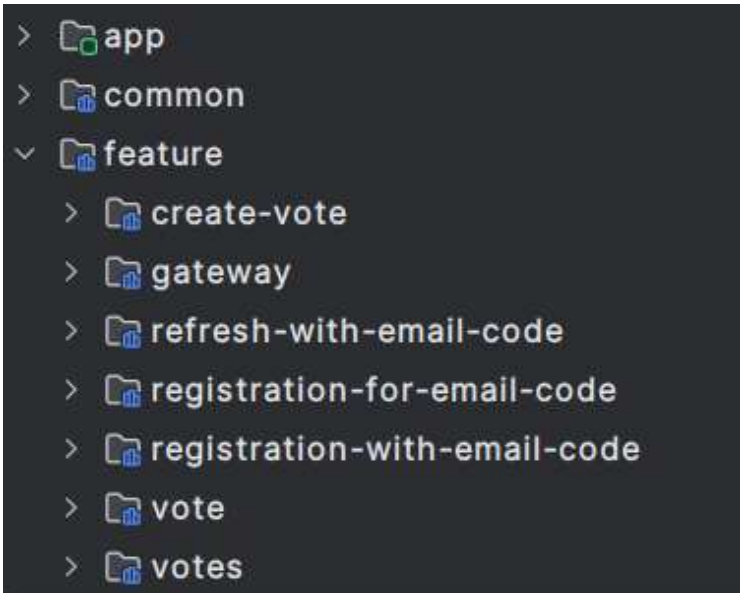 app
common
feature
create-vote
gateway
refresh-with-email-code
registration-for-email-code
registration-with-email-code
vote
votes